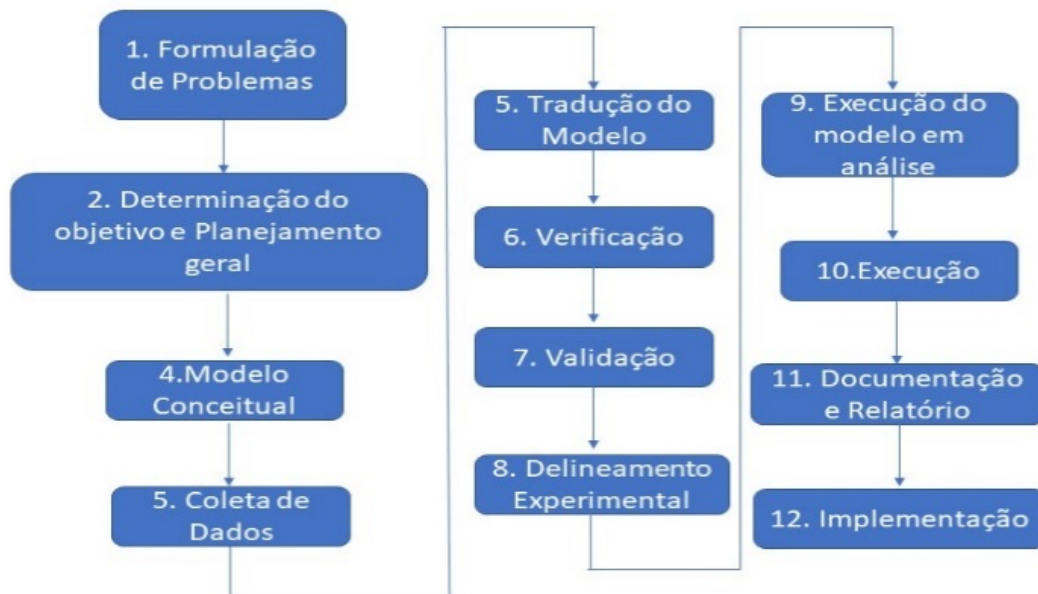 1. Formulação
de Problemas
2. Determinação do
objetivo e Planejamento
geral
4.Modelo
Conceitual
5. Coleta de
Dados
5. Tradução do
Modelo
6. Verificação
7. Validação
8. Delineamento
Experimental
9. Execução do
modelo em
análise
10.Execução
11. Documentação
e Relatório
12. Implementação